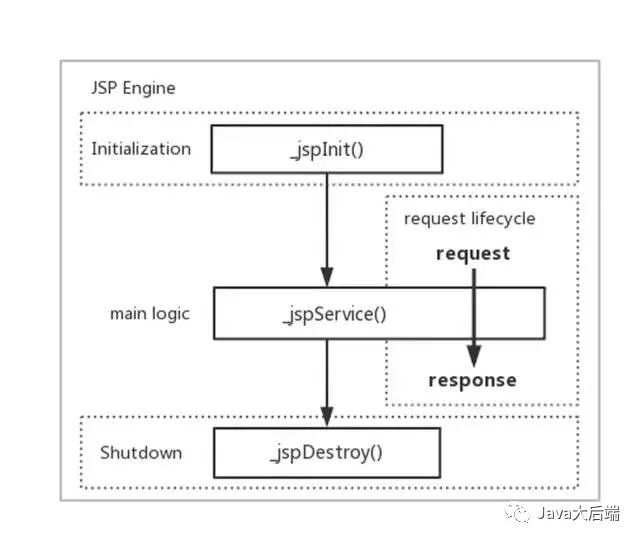 JSP Engine
Initialization
_jspInit()
request lifecycle
request
main logic
_jspService()
response
Shutdown
_jspDestroy()
Java大后端